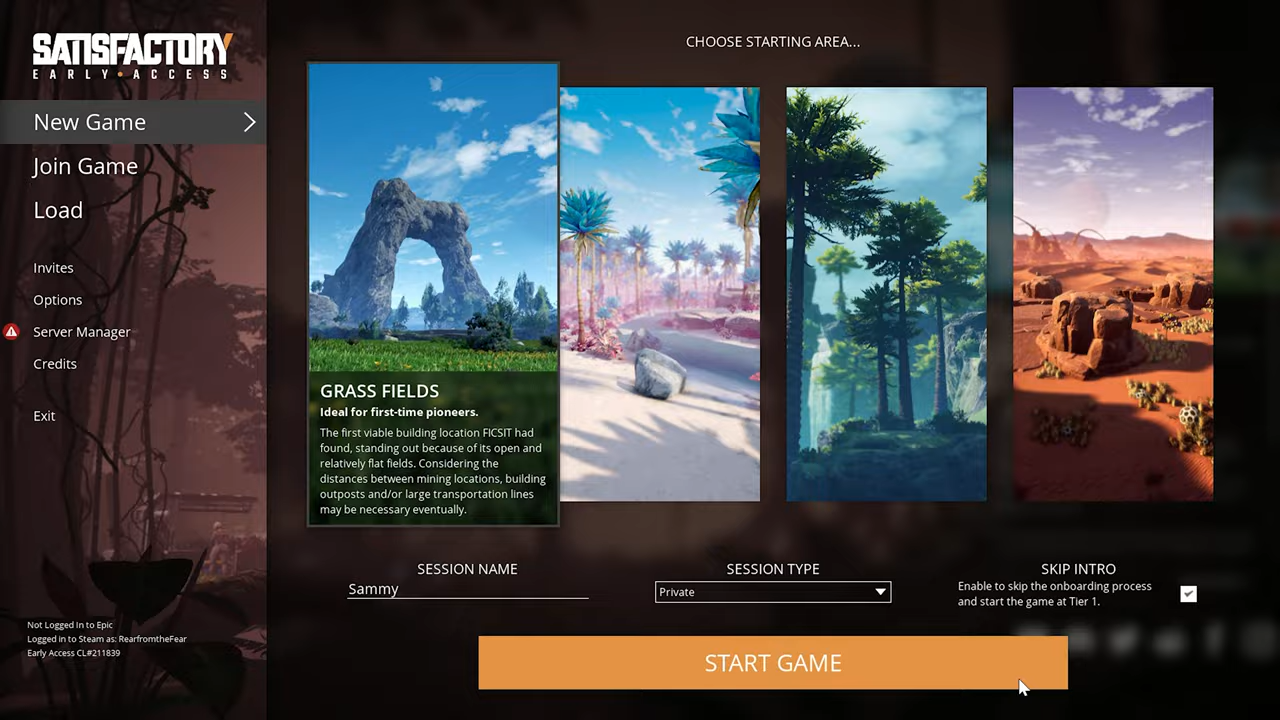 SATISFACTORY
EARLY ACCESS
New Game
Join Game
Load
Invites
Options
Server Manager
Credits
Exit
Not Logged In to Epic
Logged in to Steam as: RearfromtheFear
Early Access CL#211839
CHOOSE STARTING AREA...
GRASS FIELDS
Ideal for first-time pioneers.
The first viable building location FICSIT had
found, standing out because of its open and
relatively flat fields. Considering the
distances between mining locations, building
outposts and/or large transportation lines
may be necessary eventually.
SESSION NAME
Sammy
SESSION TYPE
Private
SKIP INTRO
Enable to skip the onboarding process
and start the game at Tier 1.
START GAME